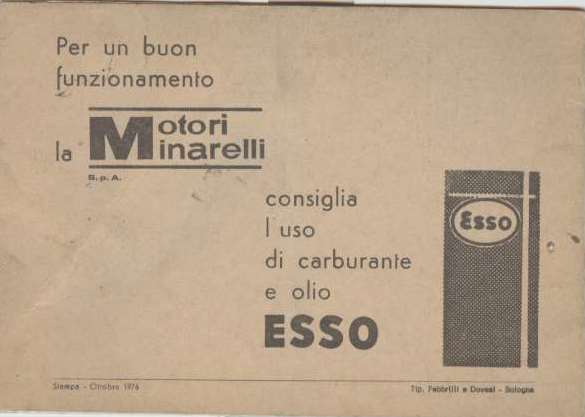 Per un buon
funzionamento
la Motori Minarelli
S.p.A.
consiglia
l uso
di carburante
e olio
ESSO
Esso
Stampa - Ottobre 1976
Tip. Fabbrilli e Dovesi - Bologna